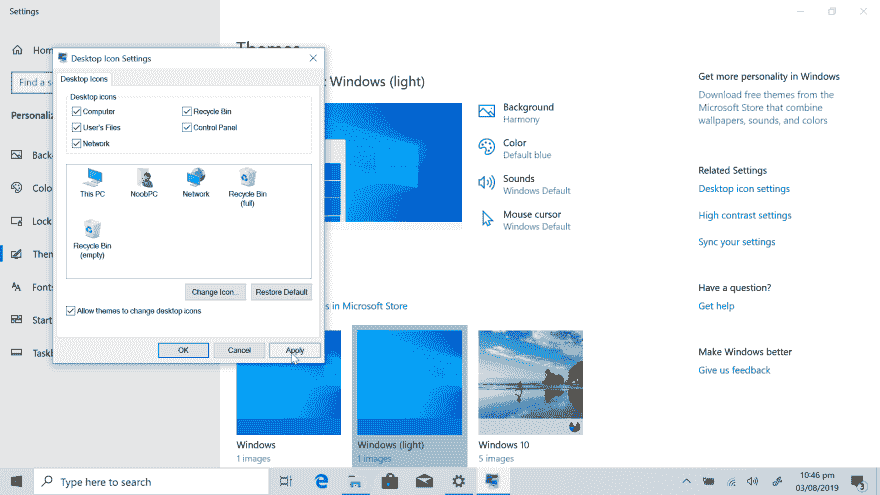 Settings
Home
Find a s
Personaliz
Back
Colo
Lock
Them
Fonts
Start
Taskb
Desktop Icon Settings
Desktop Icons
Desktop icons
Computer
Recycle Bin
User's Files
Control Panel
Network
This PC
NoobPC
Network
Recycle Bin
(full)
Recycle Bin
(empty)
Change Icon...
Restore Default
Allow themes to change desktop icons
OK
Cancel
Apply
Themes
Windows (light)
Background
Harmony
Color
Default blue
Sounds
Windows Default
Mouse cursor
Windows Default
s in Microsoft Store
Windows
1 images
Windows (light)
1 images
Windows 10
5 images
Get more personality in Windows
Download free themes from the
Microsoft Store that combine
wallpapers, sounds, and colors
Related Settings
Desktop icon settings
High contrast settings
Sync your settings
Have a question?
Get help
Make Windows better
Give us feedback
Type here to search
10:46 pm
03/08/2019
3